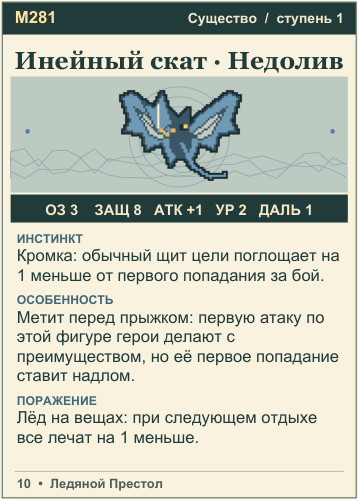 М281
Существо / ступень 1
Инейный скат · Недолив
ОЗ 3 ЗАЩ 8 АТК +1 УР 2 ДАЛЬ 1
ИНСТИНКТ
Кромка: обычный щит цели поглощает на
1 меньше от первого попадания за бой.
ОСОБЕННОСТЬ
Метит перед прыжком: первую атаку по
этой фигуре герои делают с
преимуществом, но её первое попадание
ставит надлом.
ПОРАЖЕНИЕ
Лёд на вещах: при следующем отдыхе
все лечат на 1 меньше.
10 • Ледяной Престол